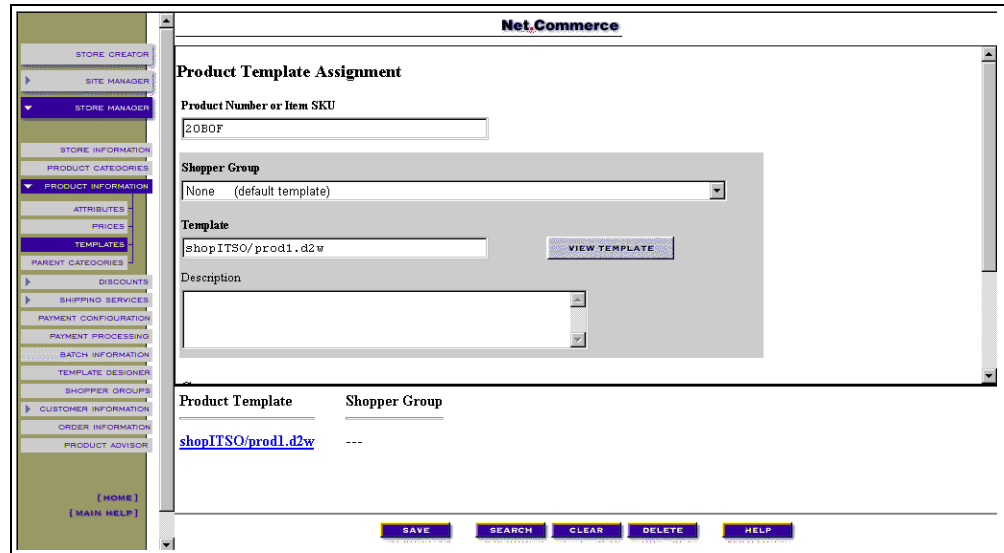 Net.Commerce
STORE CREATOR
SITE MANAGER
STORE MANAGER
STORE INFORMATION
PRODUCT CATEGORIES
PRODUCT INFORMATION
ATTRIBUTES
PRICES
TEMPLATES
PARENT CATEGORIES
DISCOUNTS
SHIPPING SERVICES
PAYMENT CONFIGURATION
PAYMENT PROCESSING
BATCH INFORMATION
TEMPLATE DESIGNER
SHOPPER GROUPS
CUSTOMER INFORMATION
ORDER INFORMATION
PRODUCT ADVISOR
[ HOME ]
[ MAIN HELP ]
Product Template Assignment
Product Number or Item SKU
20BOF
Shopper Group
None (default template)
Template
shopITSO/prod1.d2w
VIEW TEMPLATE
Description
Product Template Shopper Group
shopITSO/prod1.d2w ---
SAVE SEARCH CLEAR DELETE HELP